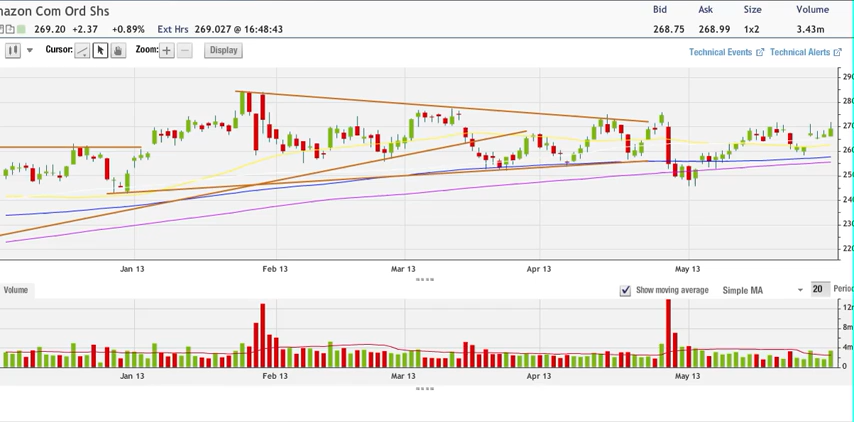 mazon Com Ord Shs
Bid Ask Size Volume
269.20 +2.37 +0.89% Ext Hrs 269.027 @ 16:48:43 268.75 268.99 1x2 3.43m
Cursor: Zoom: + − Display Technical Events Technical Alerts
290
280
270
260
250
240
230
220
Jan 13 Feb 13 Mar 13 Apr 13 May 13
Volume Show moving average Simple MA 20 Perio
12m
8m
4m
0
Jan 13 Feb 13 Mar 13 Apr 13 May 13